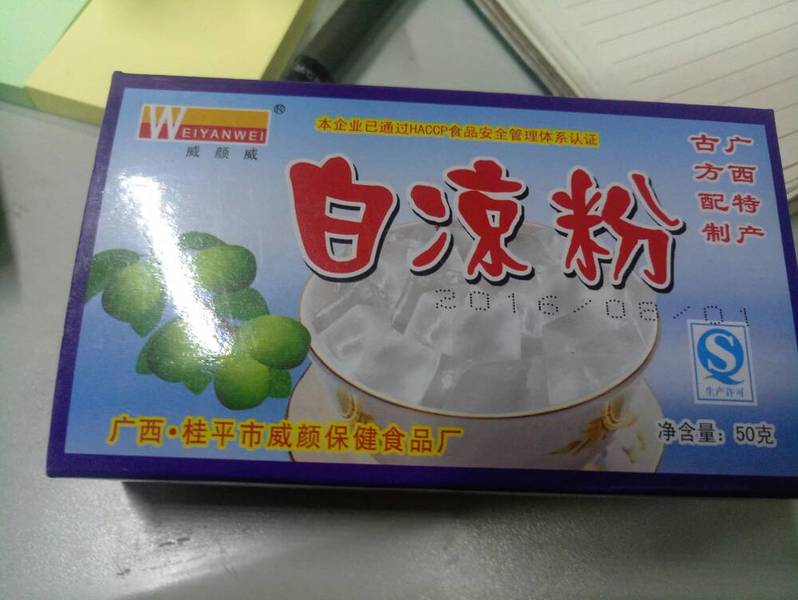 WEIYANWEI®
威颜威
本企业已通过HACCP食品安全管理体系认证
广西特产
古方配制
白凉粉
2016/08/01
S
生产许可
广西·桂平市威颜保健食品厂
净含量：50克